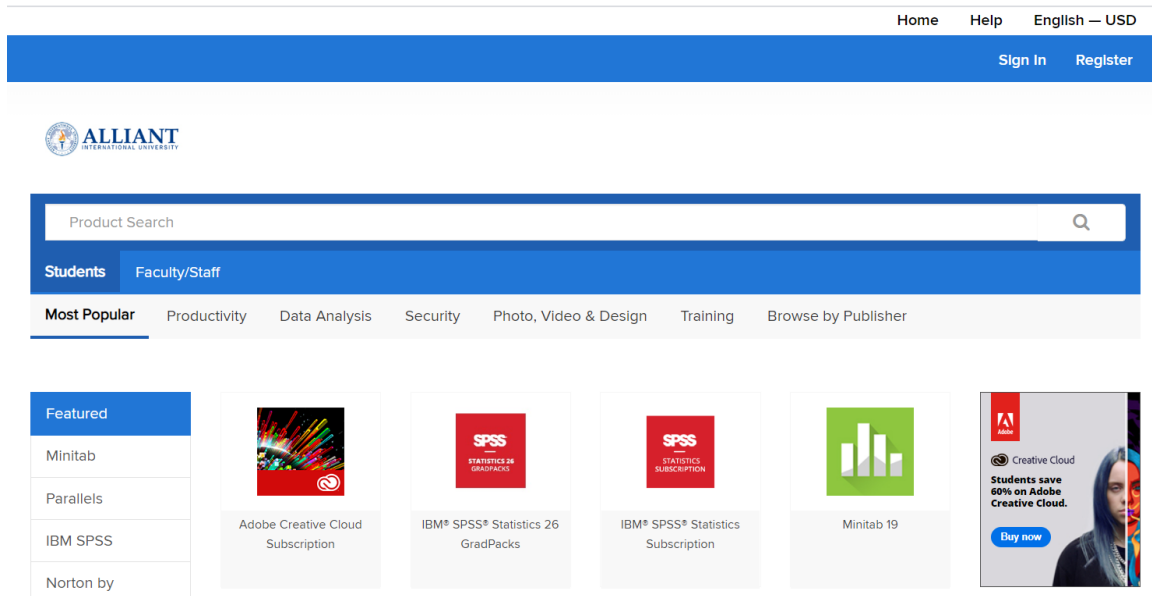 Home Help English — USD
Sign In Register
ALLIANT
INTERNATIONAL UNIVERSITY
Product Search
Students Faculty/Staff
Most Popular Productivity Data Analysis Security Photo, Video & Design Training Browse by Publisher
Featured
Minitab
Parallels
IBM SPSS
Norton by
Adobe Creative Cloud
Subscription
SPSS
STATISTICS 26
GRADPACKS
IBM® SPSS® Statistics 26
GradPacks
SPSS
STATISTICS
SUBSCRIPTION
IBM® SPSS® Statistics
Subscription
Minitab 19
Adobe
Creative Cloud
Students save
60% on Adobe
Creative Cloud.
Buy now